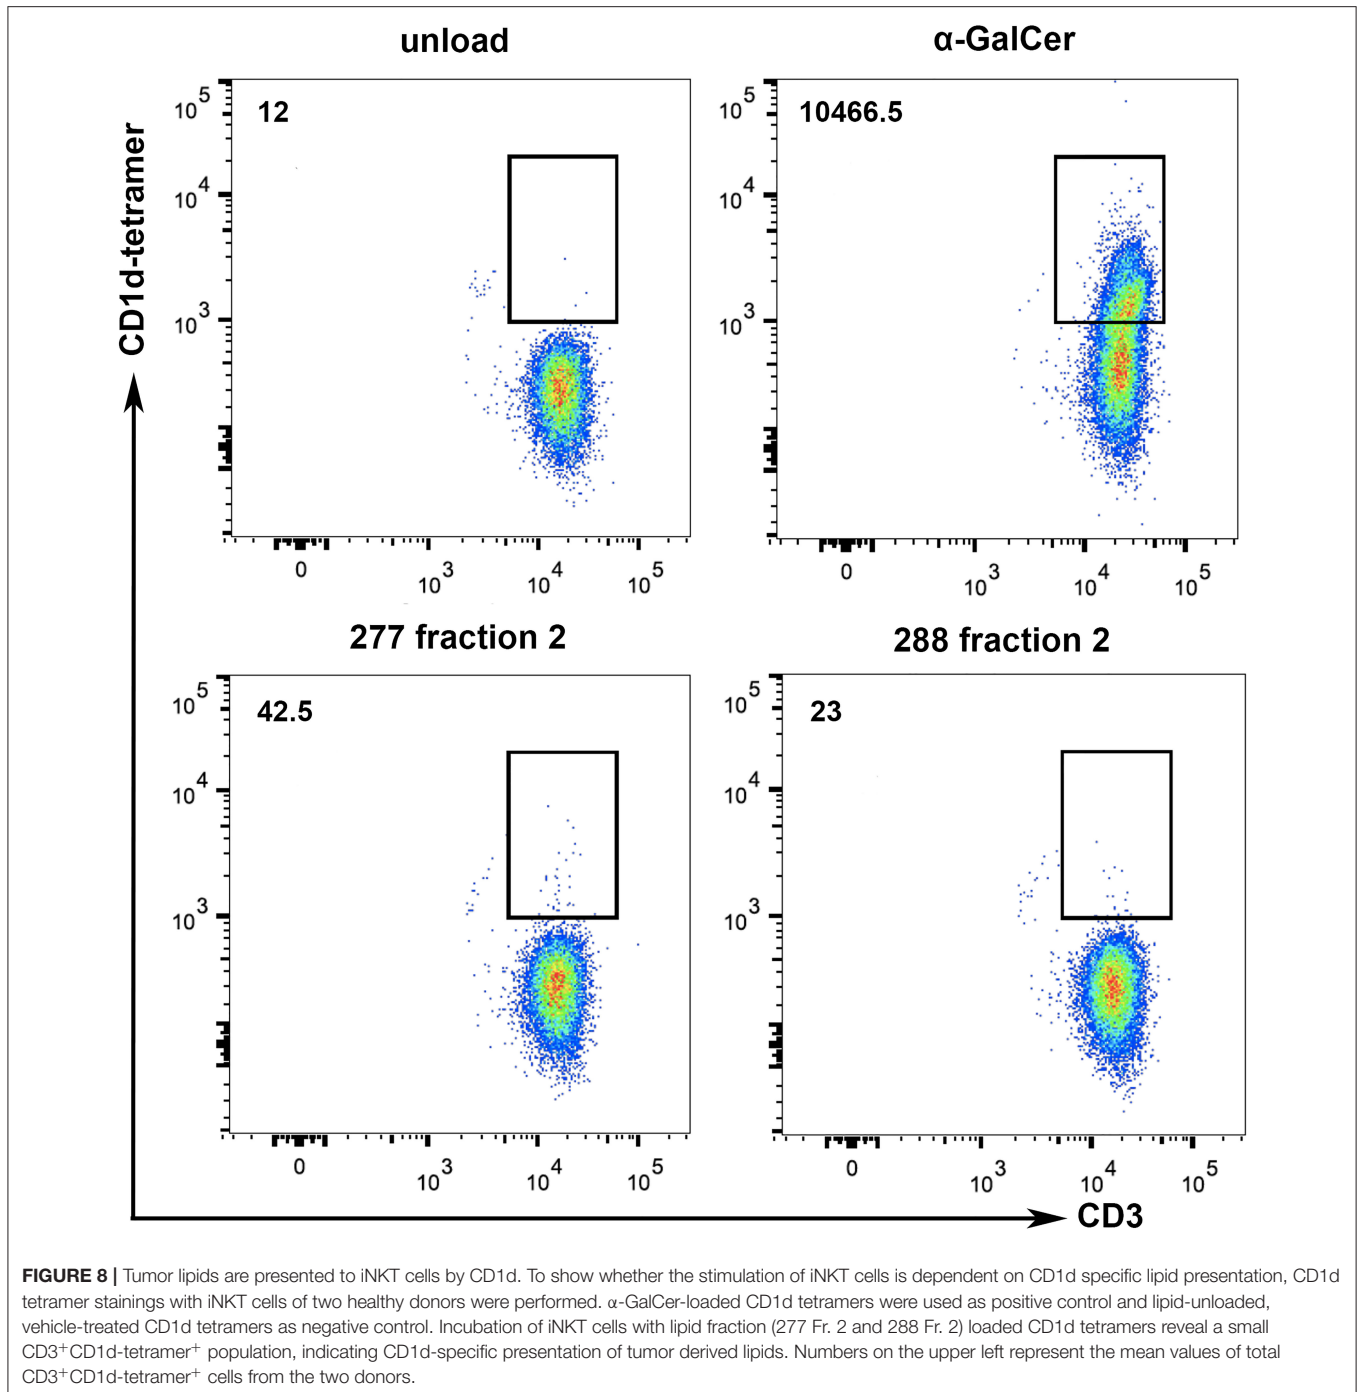 unload
α-GalCer
CD1d-tetramer
12
10^5
10^4
10^3
0
10^3
10^4
10^5
10466.5
10^5
10^4
10^3
0
10^3
10^4
10^5
277 fraction 2
288 fraction 2
42.5
10^5
10^4
10^3
0
10^3
10^4
10^5
23
10^5
10^4
10^3
0
10^3
10^4
10^5
CD3
FIGURE 8 | Tumor lipids are presented to iNKT cells by CD1d. To show whether the stimulation of iNKT cells is dependent on CD1d specific lipid presentation, CD1d
tetramer stainings with iNKT cells of two healthy donors were performed. α-GalCer-loaded CD1d tetramers were used as positive control and lipid-unloaded,
vehicle-treated CD1d tetramers as negative control. Incubation of iNKT cells with lipid fraction (277 Fr. 2 and 288 Fr. 2) loaded CD1d tetramers reveal a small
CD3⁺CD1d-tetramer⁺ population, indicating CD1d-specific presentation of tumor derived lipids. Numbers on the upper left represent the mean values of total
CD3⁺CD1d-tetramer⁺ cells from the two donors.